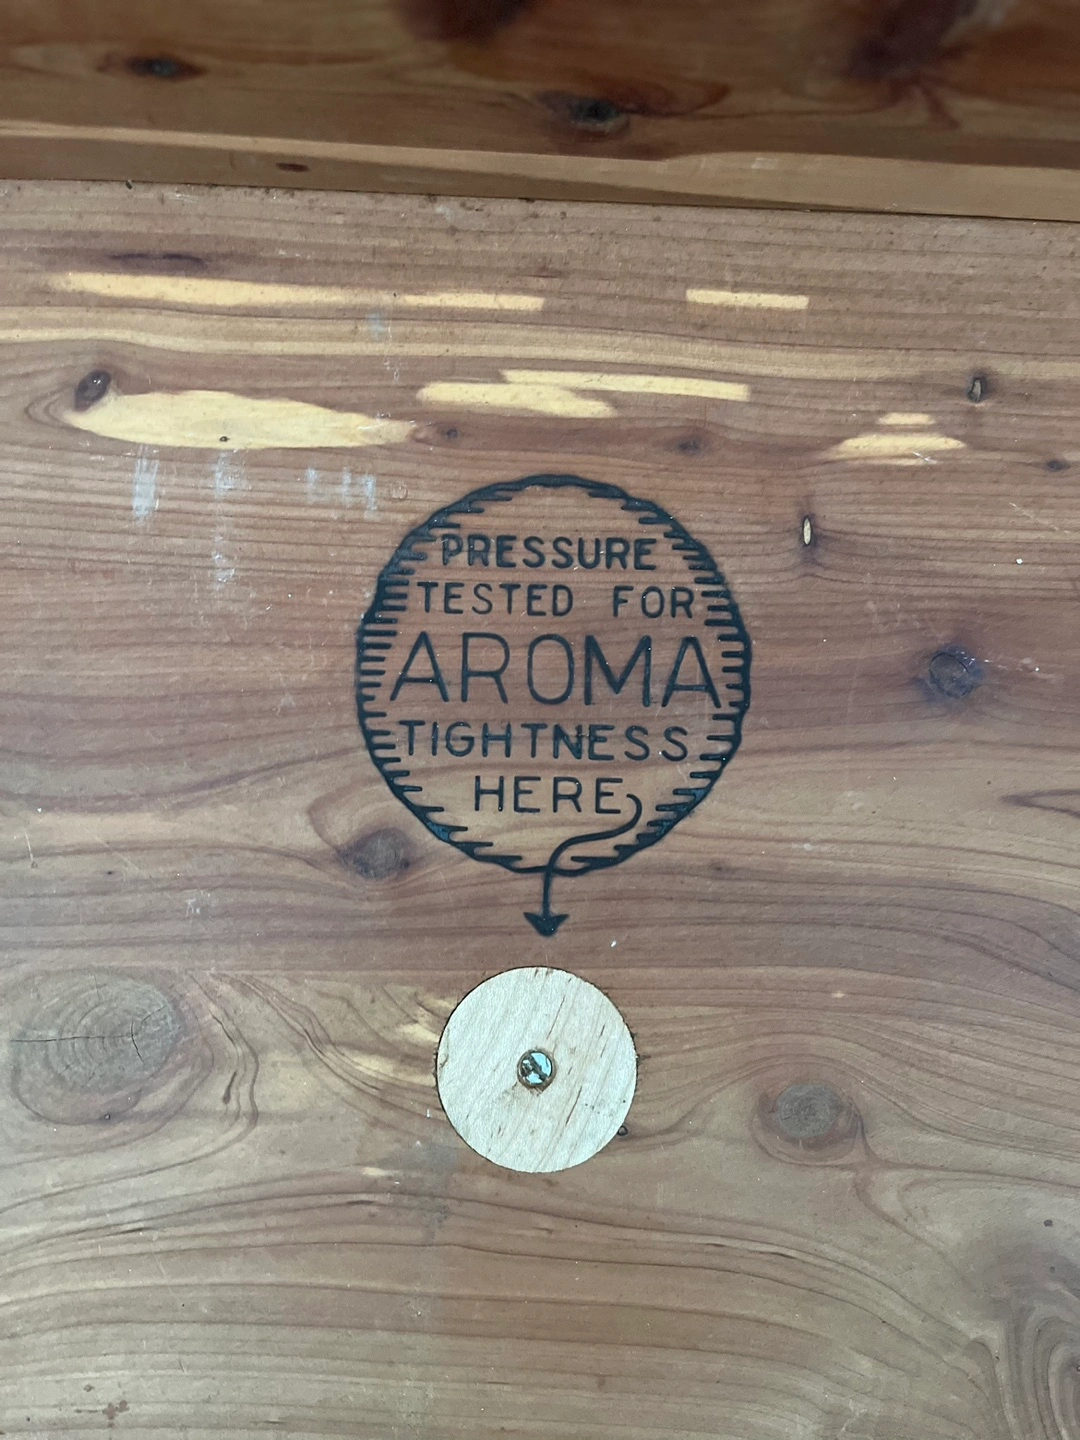 PRESSURE
TESTED FOR
AROMA
TIGHTNESS
HERE